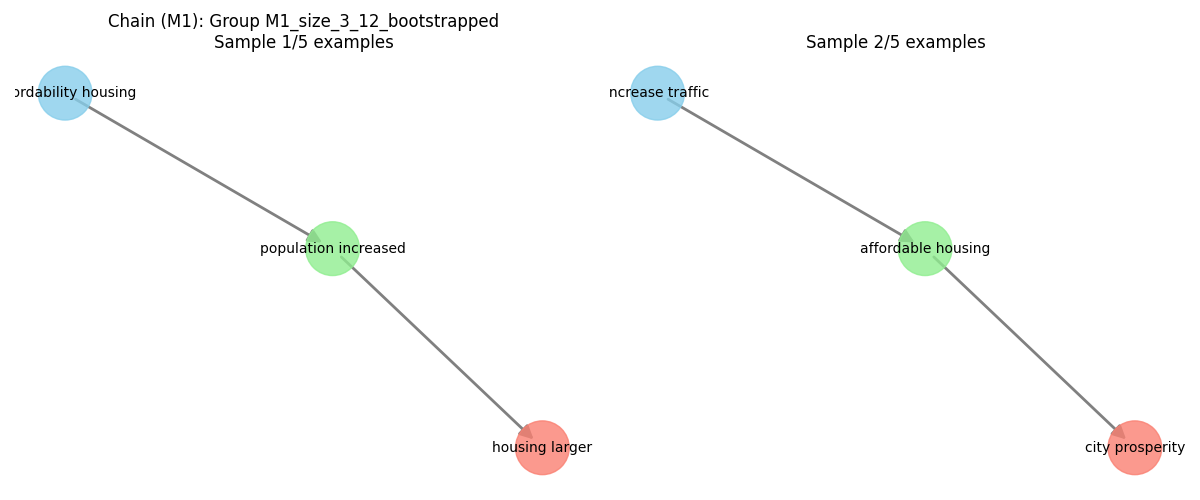 Chain (M1): Group M1_size_3_12_bootstrapped
Sample 1/5 examples
ordability housing
population increased
housing larger
Sample 2/5 examples
ncrease traffic
affordable housing
city prosperity